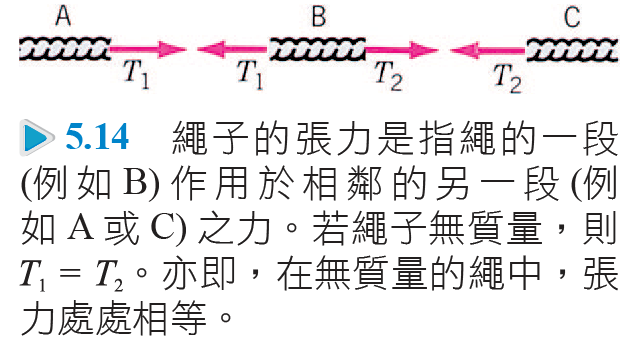 A B C
T₁ T₁ T₂ T₂
5.14 繩子的張力是指繩的一段
(例如 B) 作用於相鄰的另一段 (例
如 A 或 C) 之力。若繩子無質量，則
T₁ = T₂。亦即，在無質量的繩中，張
力處處相等。